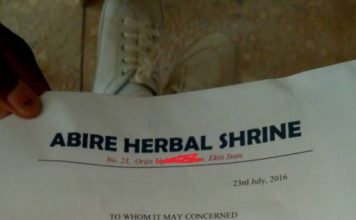 ABIRE HERBAL SHRINE
No. 21, Orija Ekiti State
23rd July, 2016
TO WHOM IT MAY CONCERNED